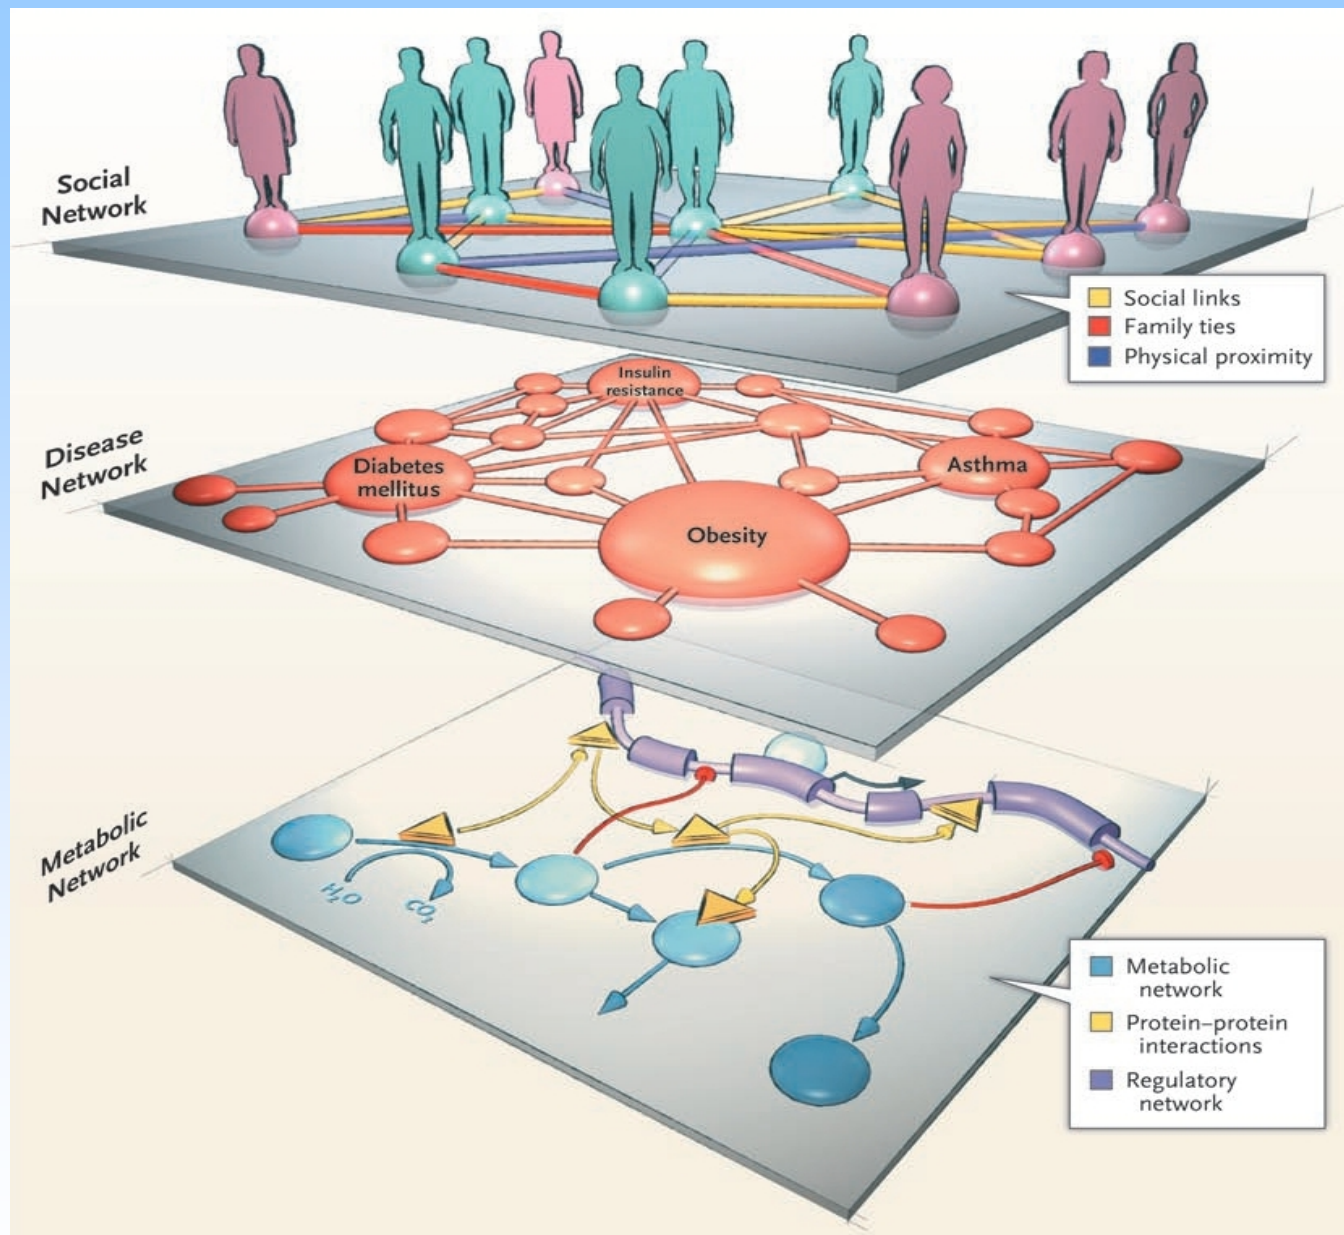 Social
Network
Social links
Family ties
Physical proximity
Disease
Network
Insulin
resistance
Diabetes
mellitus
Asthma
Obesity
Metabolic
Network
H₂O
CO₂
Metabolic
network
Protein–protein
interactions
Regulatory
network